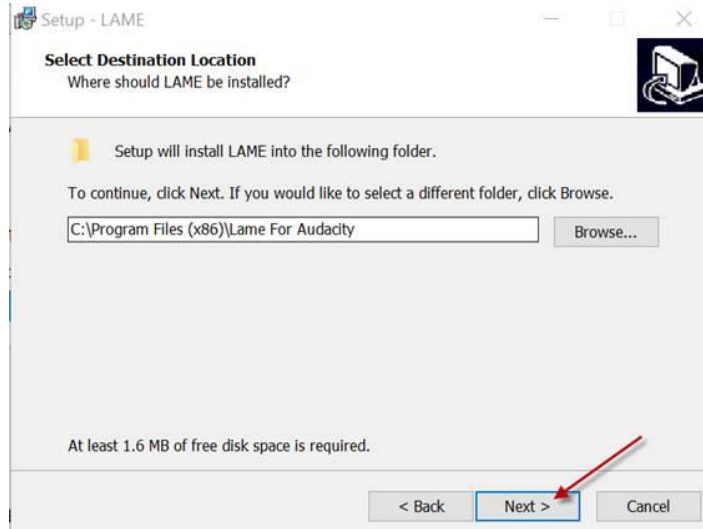 Setup - LAME
Select Destination Location
Where should LAME be installed?
Setup will install LAME into the following folder.
To continue, click Next. If you would like to select a different folder, click Browse.
C:\Program Files (x86)\Lame For Audacity
Browse...
At least 1.6 MB of free disk space is required.
< Back
Next >
Cancel